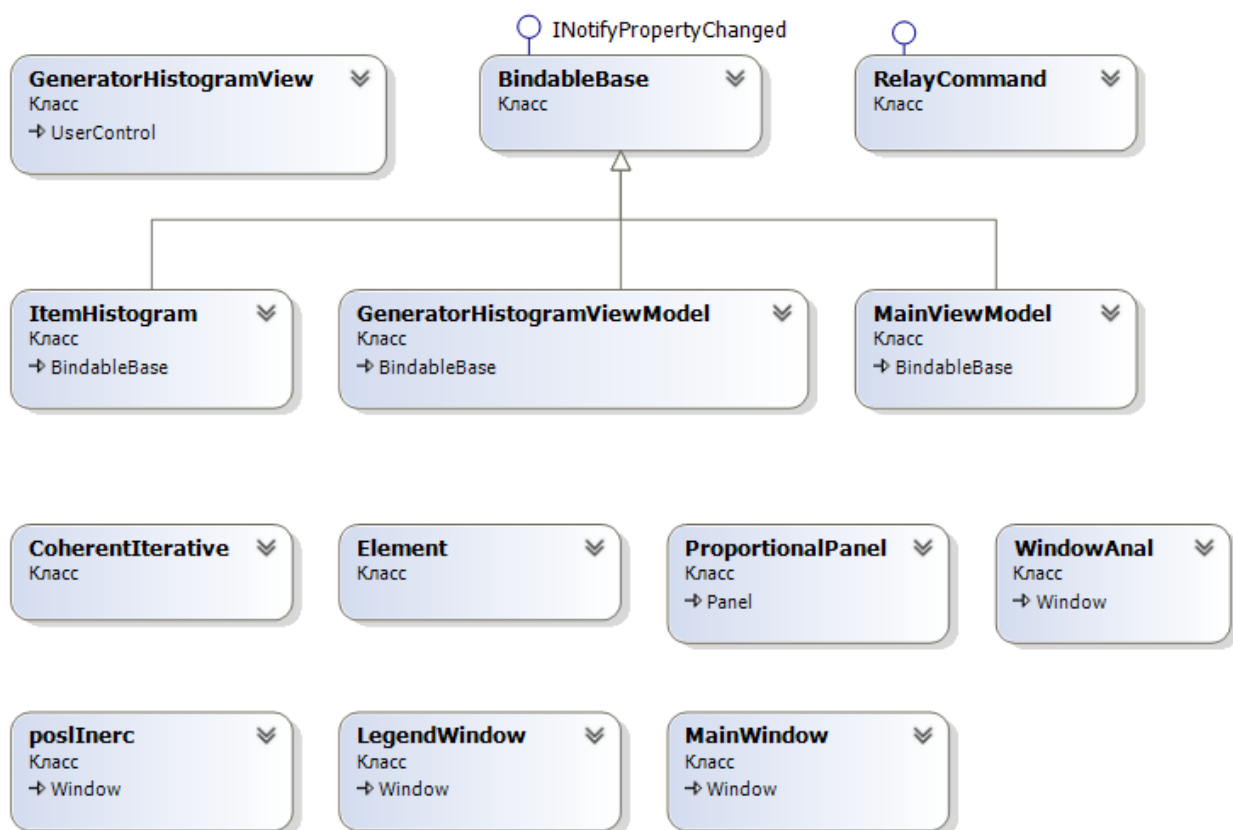 INotifyPropertyChanged
GeneratorHistogramView
Класс
UserControl
BindableBase
Класс
RelayCommand
Класс
ItemHistogram
Класс
BindableBase
GeneratorHistogramViewModel
Класс
BindableBase
MainViewModel
Класс
BindableBase
CoherentIterative
Класс
Element
Класс
ProportionalPanel
Класс
Panel
WindowAnal
Класс
Window
poslInerc
Класс
Window
LegendWindow
Класс
Window
MainWindow
Класс
Window